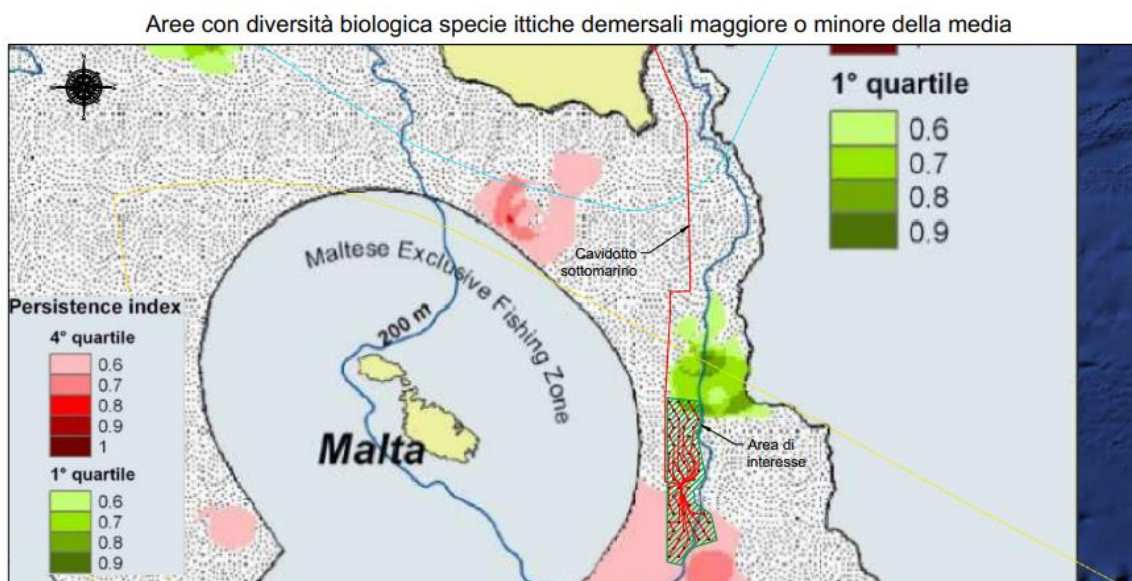 Aree con diversità biologica specie ittiche demersali maggiore o minore della media
1° quartile
0.6
0.7
0.8
0.9
Cavidotto
sottomarino
Maltese Exclusive Fishing Zone
200 m
Persistence index
4° quartile
0.6
0.7
0.8
0.9
1
1° quartile
0.6
0.7
0.8
0.9
Malta
Area di
interesse